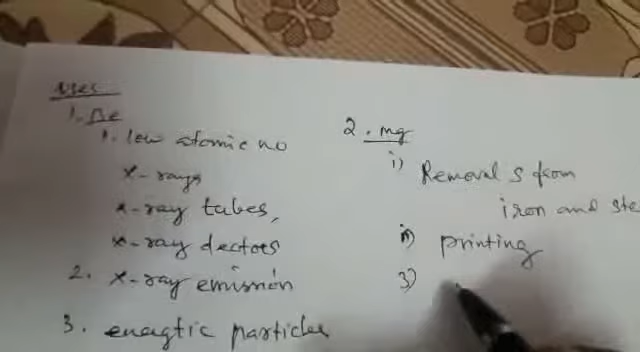 uses
1. Be
1. low atomic no
x-rays
x-ray tubes,
x-ray dectors
2. x-ray emission
3. enegtic particles
2. mg
i) Removal S from
iron and ste
ii) printing
3)